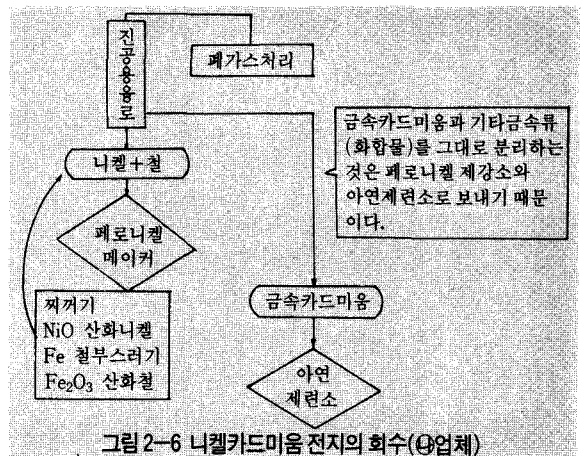 진공용융로
폐가스처리
금속카드미움과 기타금속류
(화합물)를 그대로 분리하는
것은 페로니켈 제강소와
아연제련소로 보내기 때문
이다.
니켈+철
페로니켈
메이커
찌꺼기
NiO 산화니켈
Fe 철부스러기
Fe₂O₃ 산화철
금속카드미움
아연
제련소
그림 2-6 니켈카드미움 전지의 회수(㉯업체)